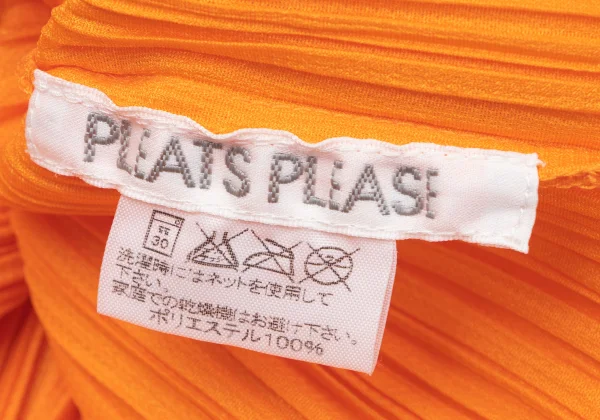 PLEATS PLEASE
弱
30
洗濯時にはネットを使用して
下さい。
家庭での乾燥機はお避け下さい。
ポリエステル100%